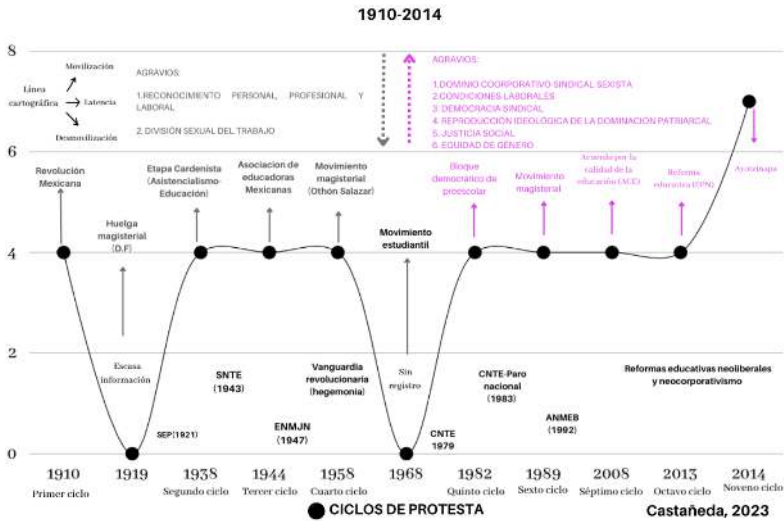 1910-2014
8
6
4
2
0
Movilización
Línea
cartográfica
Latencia
Desmovilización
AGRAVIOS:
1.RECONOCIMIENTO PERSONAL, PROFESIONAL Y
LABORAL
2. DIVISIÓN SEXUAL DEL TRABAJO
AGRAVIOS:
1.DOMINIO COORPORATIVO SINDICAL SEXISTA
2.CONDICIONES LABORALES
3. DEMOCRACIA SINDICAL
4. REPRODUCCIÓN IDEOLÓGICA DE LA DOMINACION PATRIARCAL
5. JUSTICIA SOCIAL
6. EQUIDAD DE GÉNERO
Revolución
Mexicana
Huelga
magisterial
(D.F)
Etapa Cardenista
(Asistencialismo-
Educación)
Asociacion de
educadoras
Mexicanas
Movimiento
magisterial
(Othón Salazar)
Movimiento
estudiantil
Bloque
democrático de
preescolar
Movimiento
magisterial
Acuerdo por la
calidad de la
educación (ACE)
Reforma
educativa (EPN)
Ayotzinapa
Escasa
información
SEP(1921)
SNTE
(1943)
ENMJN
(1947)
Vanguardia
revolucionaria
(hegemonia)
Sin
registro
CNTE
1979
CNTE-Paro
nacional
(1983)
ANMEB
(1992)
Reformas educativas neoliberales
y neocorporativismo
1910
Primer ciclo
1919
1938
Segundo ciclo
1944
Tercer ciclo
1958
Cuarto ciclo
1968
1982
Quinto ciclo
1989
Sexto ciclo
2008
Séptimo ciclo
2013
Octavo ciclo
2014
Noveno ciclo
CICLOS DE PROTESTA
Castañeda, 2023